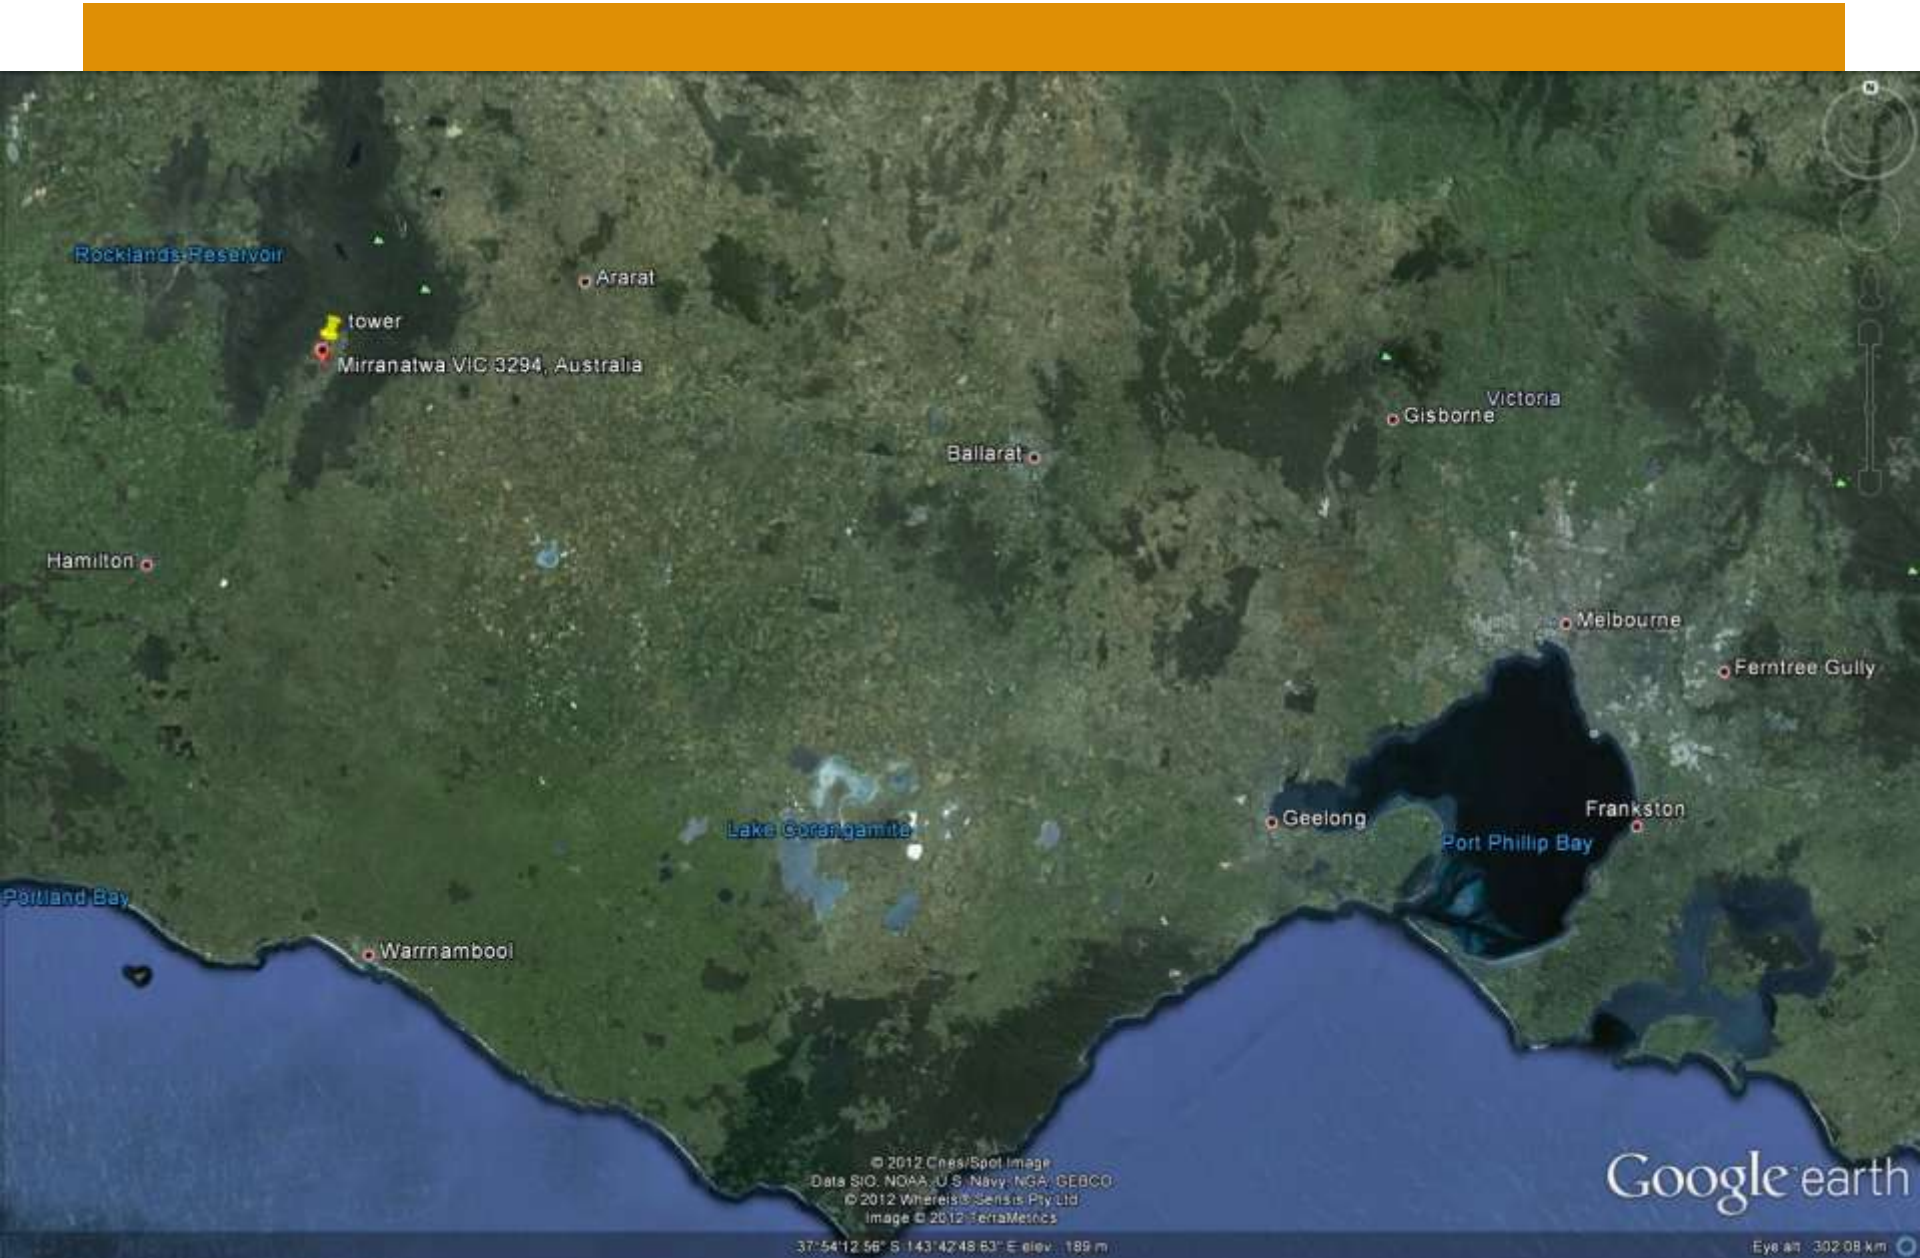 N
Rocklands Reservoir
Ararat
tower
Mirranatwa VIC 3294, Australia
Victoria
Gisborne
Ballarat
Hamilton
Melbourne
Ferntree Gully
Frankston
Geelong
Lake Corangamite
Port Phillip Bay
Portland Bay
Warrnambool
© 2012 Cnes/Spot Image
Data SIO, NOAA, U.S. Navy, NGA, GEBCO
© 2012 Whereis® Sensis Pty Ltd
Image © 2012 TerraMetrics
Google earth
37°54'12.56" S 143°42'48.63" E elev 189 m
Eye alt 302.08 km